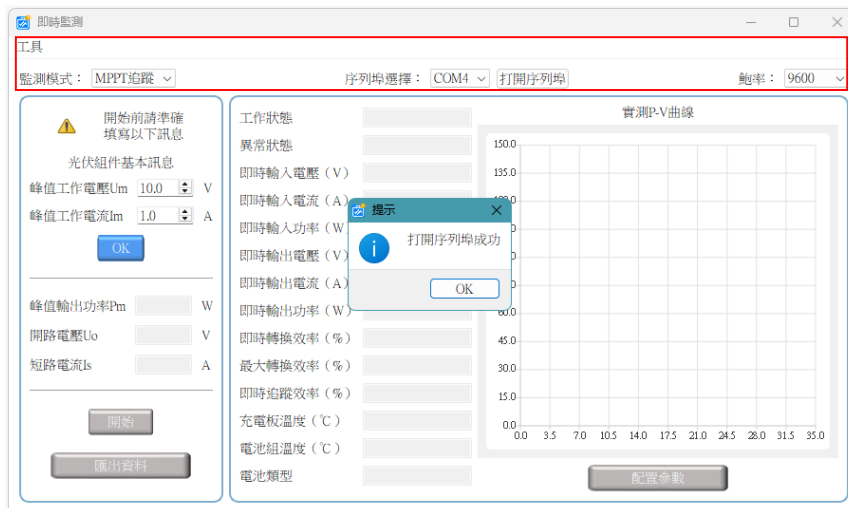 即時監測
工具
監測模式： MPPT追蹤 序列埠選擇： COM4 打開序列埠 鮑率： 9600
開始前請準確
填寫以下訊息
光伏組件基本訊息
峰值工作電壓Um 10.0 V
峰值工作電流Im 1.0 A
OK
峰值輸出功率Pm W
開路電壓Uo V
短路電流Is A
開始
匯出資料
工作狀態
異常狀態
即時輸入電壓（V）
即時輸入電流（A）
即時輸入功率（W
即時輸出電壓（V）
即時輸出電流（A）
即時輸出功率（W）
即時轉換效率（%）
最大轉換效率（%）
即時追蹤效率（%）
充電板溫度（℃）
電池組溫度（℃）
電池類型
提示
打開序列埠成功
OK
實測P-V曲線
150.0
135.0
60.0
45.0
30.0
15.0
0.0
0.0 3.5 7.0 10.5 14.0 17.5 21.0 24.5 28.0 31.5 35.0
配置參數